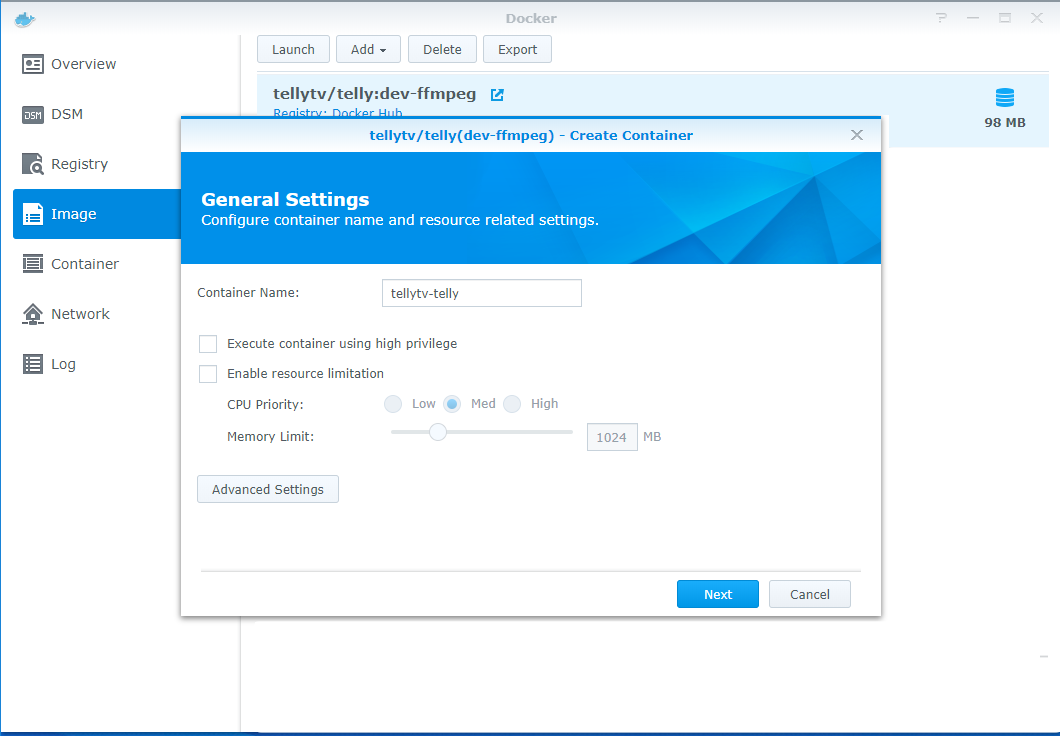 Docker
Overview
DSM
DSM
Registry
Image
Container
Network
Log
Launch Add Delete Export
tellytv/telly:dev-ffmpeg
Registry: Docker Hub
98 MB
tellytv/telly(dev-ffmpeg) - Create Container
General Settings
Configure container name and resource related settings.
Container Name: tellytv-telly
Execute container using high privilege
Enable resource limitation
CPU Priority: Low Med High
Memory Limit: 1024 MB
Advanced Settings
Next Cancel